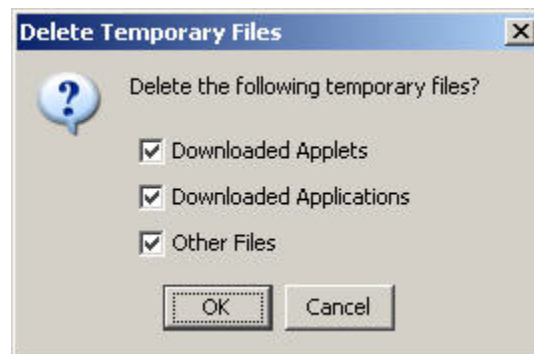 Delete Temporary Files
Delete the following temporary files?
Downloaded Applets
Downloaded Applications
Other Files
OK Cancel